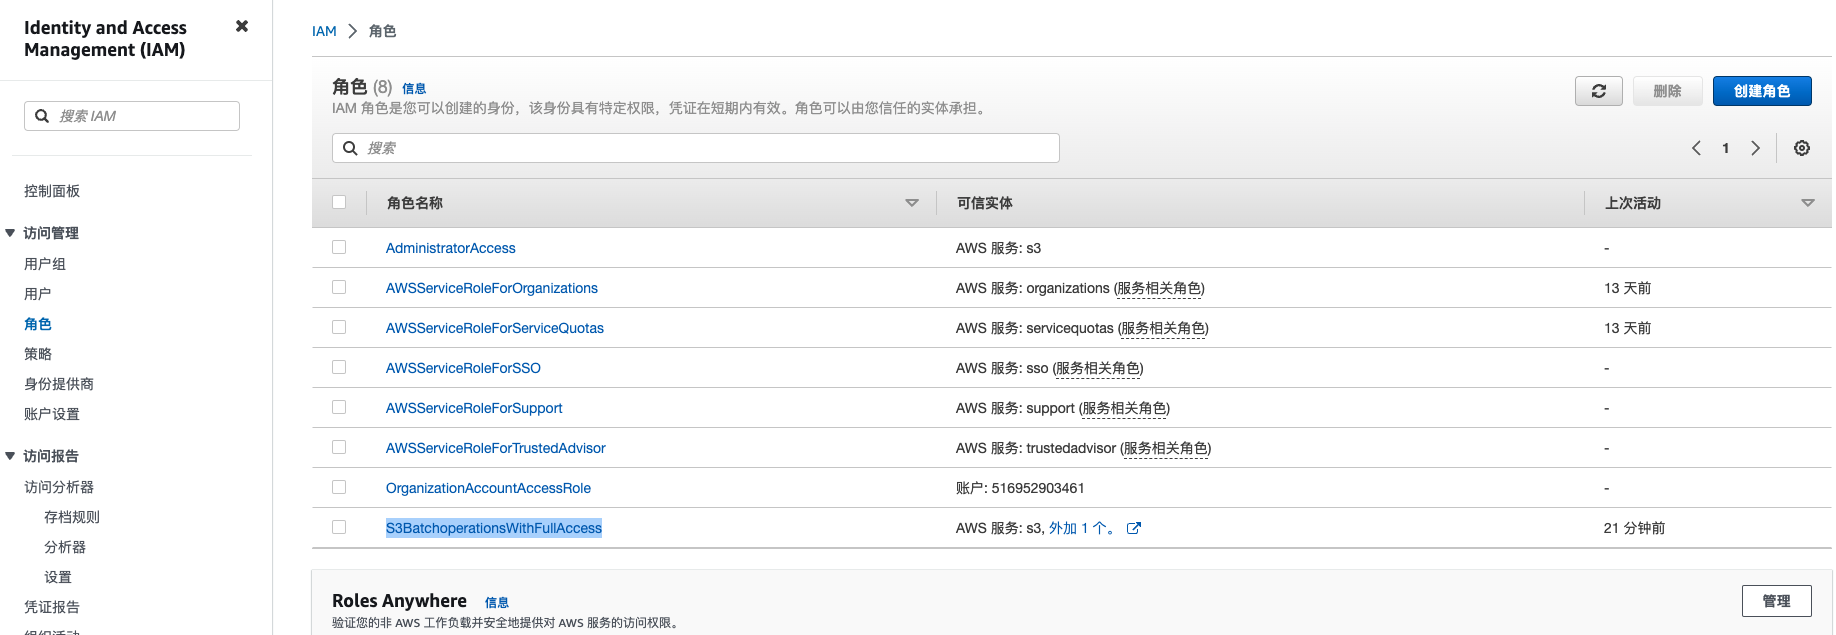 Identity and Access
Management (IAM)
搜索 IAM
控制面板
访问管理
用户组
用户
角色
策略
身份提供商
账户设置
访问报告
访问分析器
存档规则
分析器
设置
凭证报告
IAM > 角色
角色 (8) 信息
IAM 角色是您可以创建的身份，该身份具有特定权限，凭证在短期内有效。角色可以由您信任的实体承担。
删除 创建角色
搜索
1
角色名称 可信实体 上次活动
AdministratorAccess AWS 服务: s3 -
AWSServiceRoleForOrganizations AWS 服务: organizations (服务相关角色) 13 天前
AWSServiceRoleForServiceQuotas AWS 服务: servicequotas (服务相关角色) 13 天前
AWSServiceRoleForSSO AWS 服务: sso (服务相关角色) -
AWSServiceRoleForSupport AWS 服务: support (服务相关角色) -
AWSServiceRoleForTrustedAdvisor AWS 服务: trustedadvisor (服务相关角色) -
OrganizationAccountAccessRole 账户: 516952903461 -
S3BatchoperationsWithFullAccess AWS 服务: s3, 外加 1 个。 21 分钟前
Roles Anywhere 信息
管理
验证您的非 AWS 工作负载并安全地提供对 AWS 服务的访问权限。